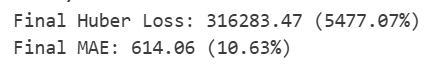 Final Huber Loss: 316283.47 (5477.07%)
Final MAE: 614.06 (10.63%)